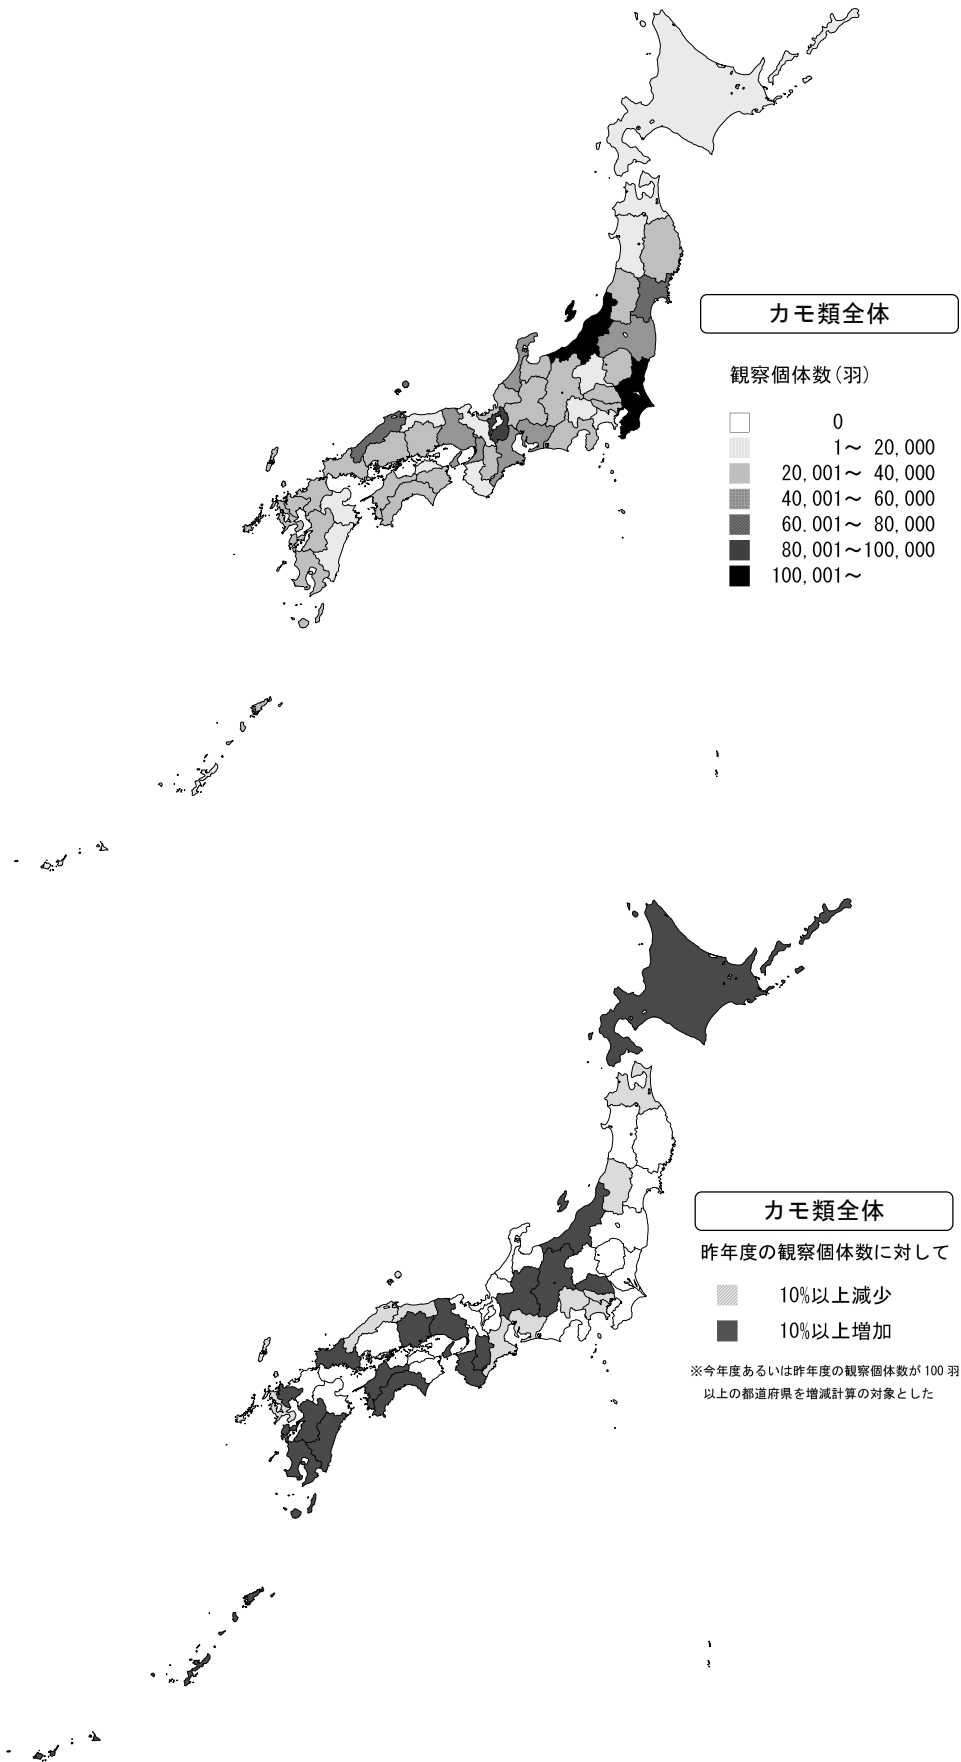 カモ類全体
観察個体数(羽)
0
1～ 20,000
20,001～ 40,000
40,001～ 60,000
60.001～ 80,000
80,001～100,000
100,001～
カモ類全体
昨年度の観察個体数に対して
10%以上減少
10%以上増加
※今年度あるいは昨年度の観察個体数が 100 羽
以上の都道府県を増減計算の対象とした